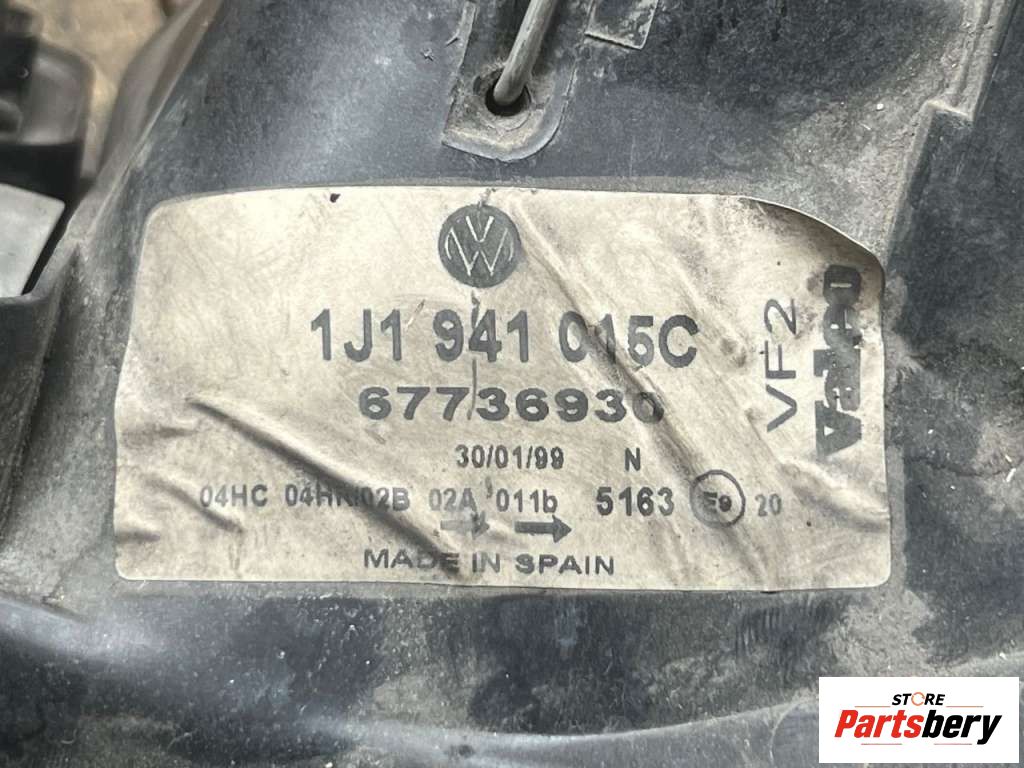 1J1 941 015C
67736930
30/01/99 N
04HC 04HR/02B 02A 011b 5163 E9 20
MADE IN SPAIN
VF2
Valeo
STORE
Partsbery